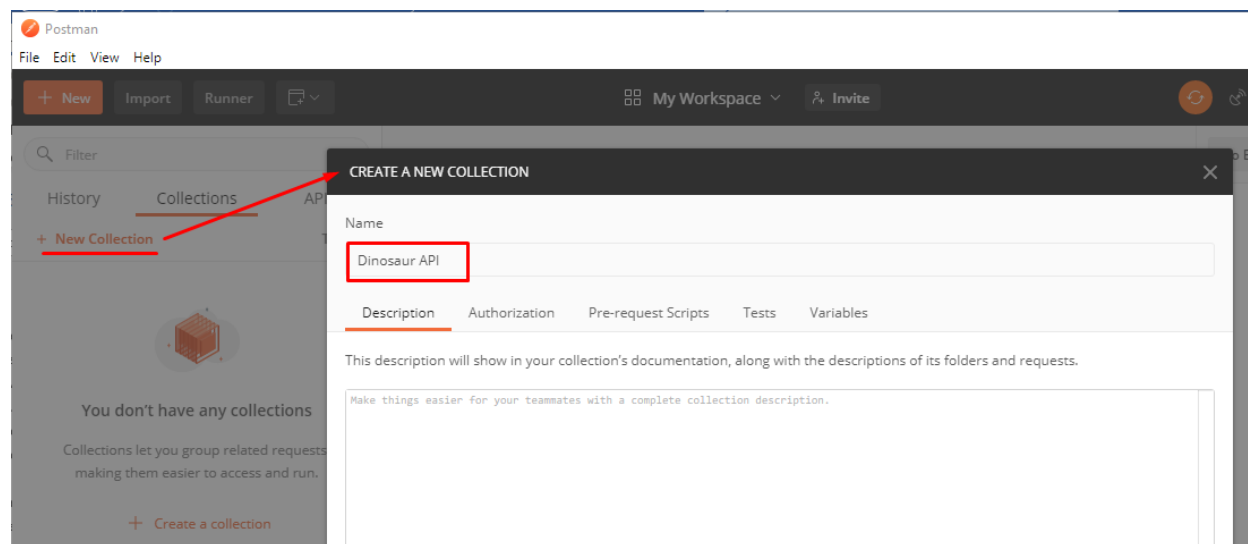 Postman
File Edit View Help
New Import Runner My Workspace Invite
Filter
CREATE A NEW COLLECTION
History Collections API
Name
+ New Collection
Dinosaur API
Description Authorization Pre-request Scripts Tests Variables
This description will show in your collection's documentation, along with the descriptions of its folders and requests.
Make things easier for your teammates with a complete collection description.
You don't have any collections
Collections let you group related requests
making them easier to access and run.
+ Create a collection